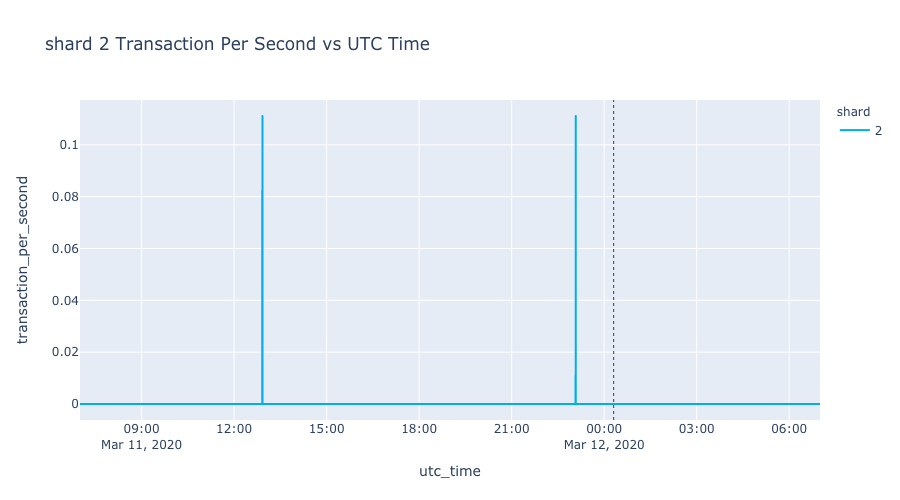 shard 2 Transaction Per Second vs UTC Time
shard
2
transaction_per_second
0.1
0.08
0.06
0.04
0.02
0
09:00
Mar 11, 2020
12:00
15:00
18:00
21:00
00:00
Mar 12, 2020
03:00
06:00
utc_time